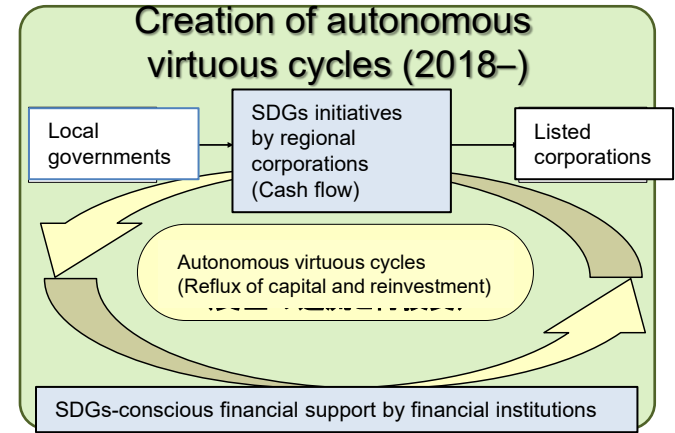 Creation of autonomous
virtuous cycles (2018–)
Local
governments
SDGs initiatives
by regional
corporations
(Cash flow)
Listed
corporations
Autonomous virtuous cycles
(Reflux of capital and reinvestment)
SDGs-conscious financial support by financial institutions